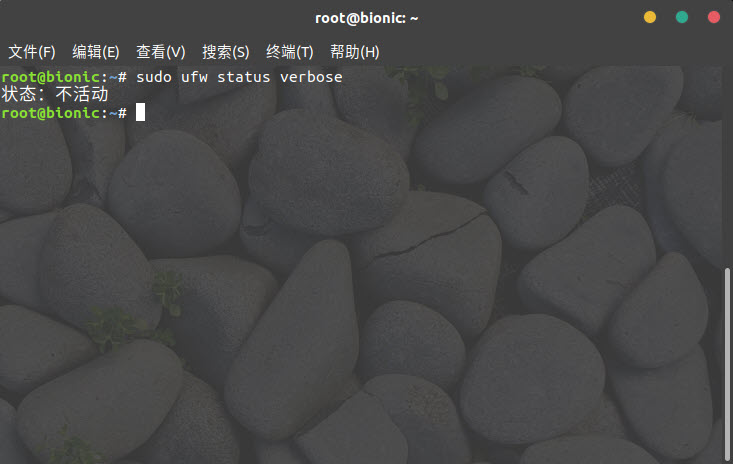 root@bionic: ~
文件(F) 编辑(E) 查看(V) 搜索(S) 终端(T) 帮助(H)
root@bionic:~# sudo ufw status verbose
状态：不活动
root@bionic:~#